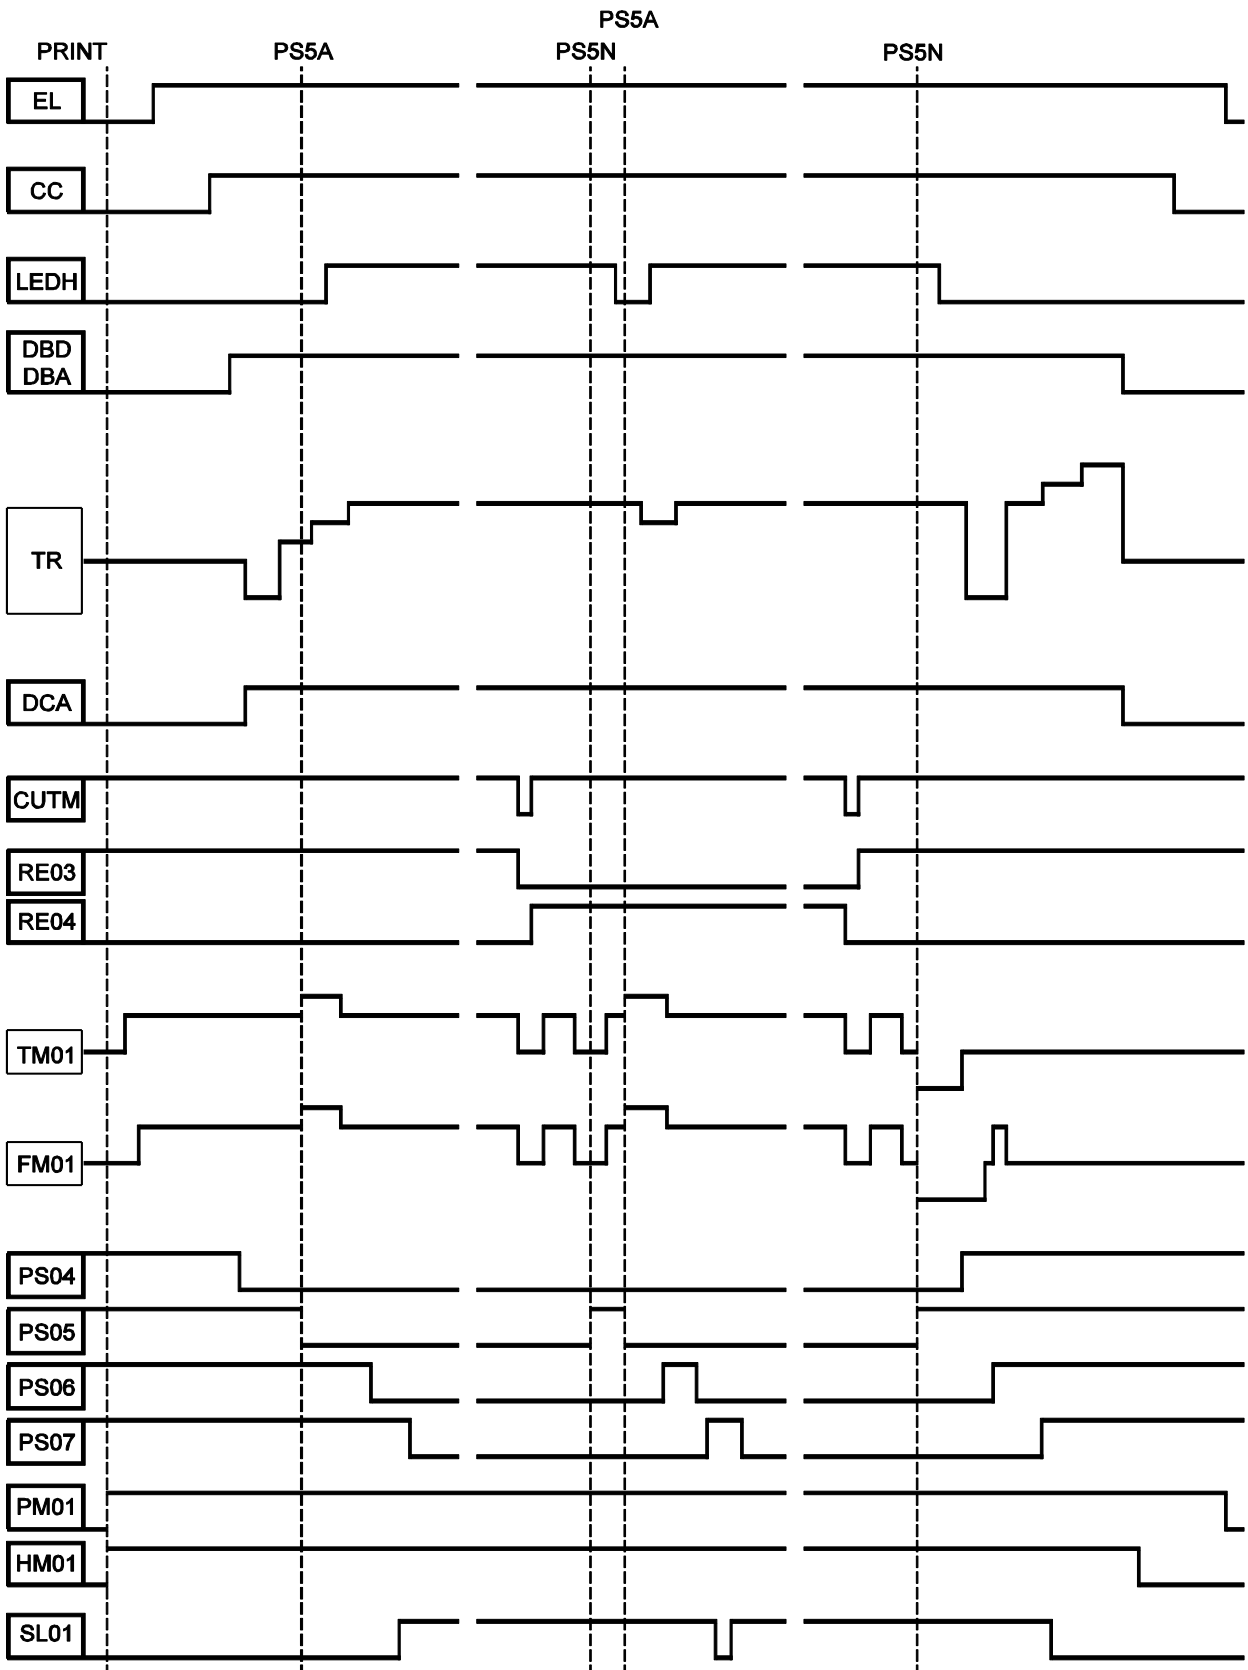 PS5A
PRINT PS5A PS5N PS5N
EL
CC
LEDH
DBD
DBA
TR
DCA
CUTM
RE03
RE04
TM01
FM01
PS04
PS05
PS06
PS07
PM01
HM01
SL01